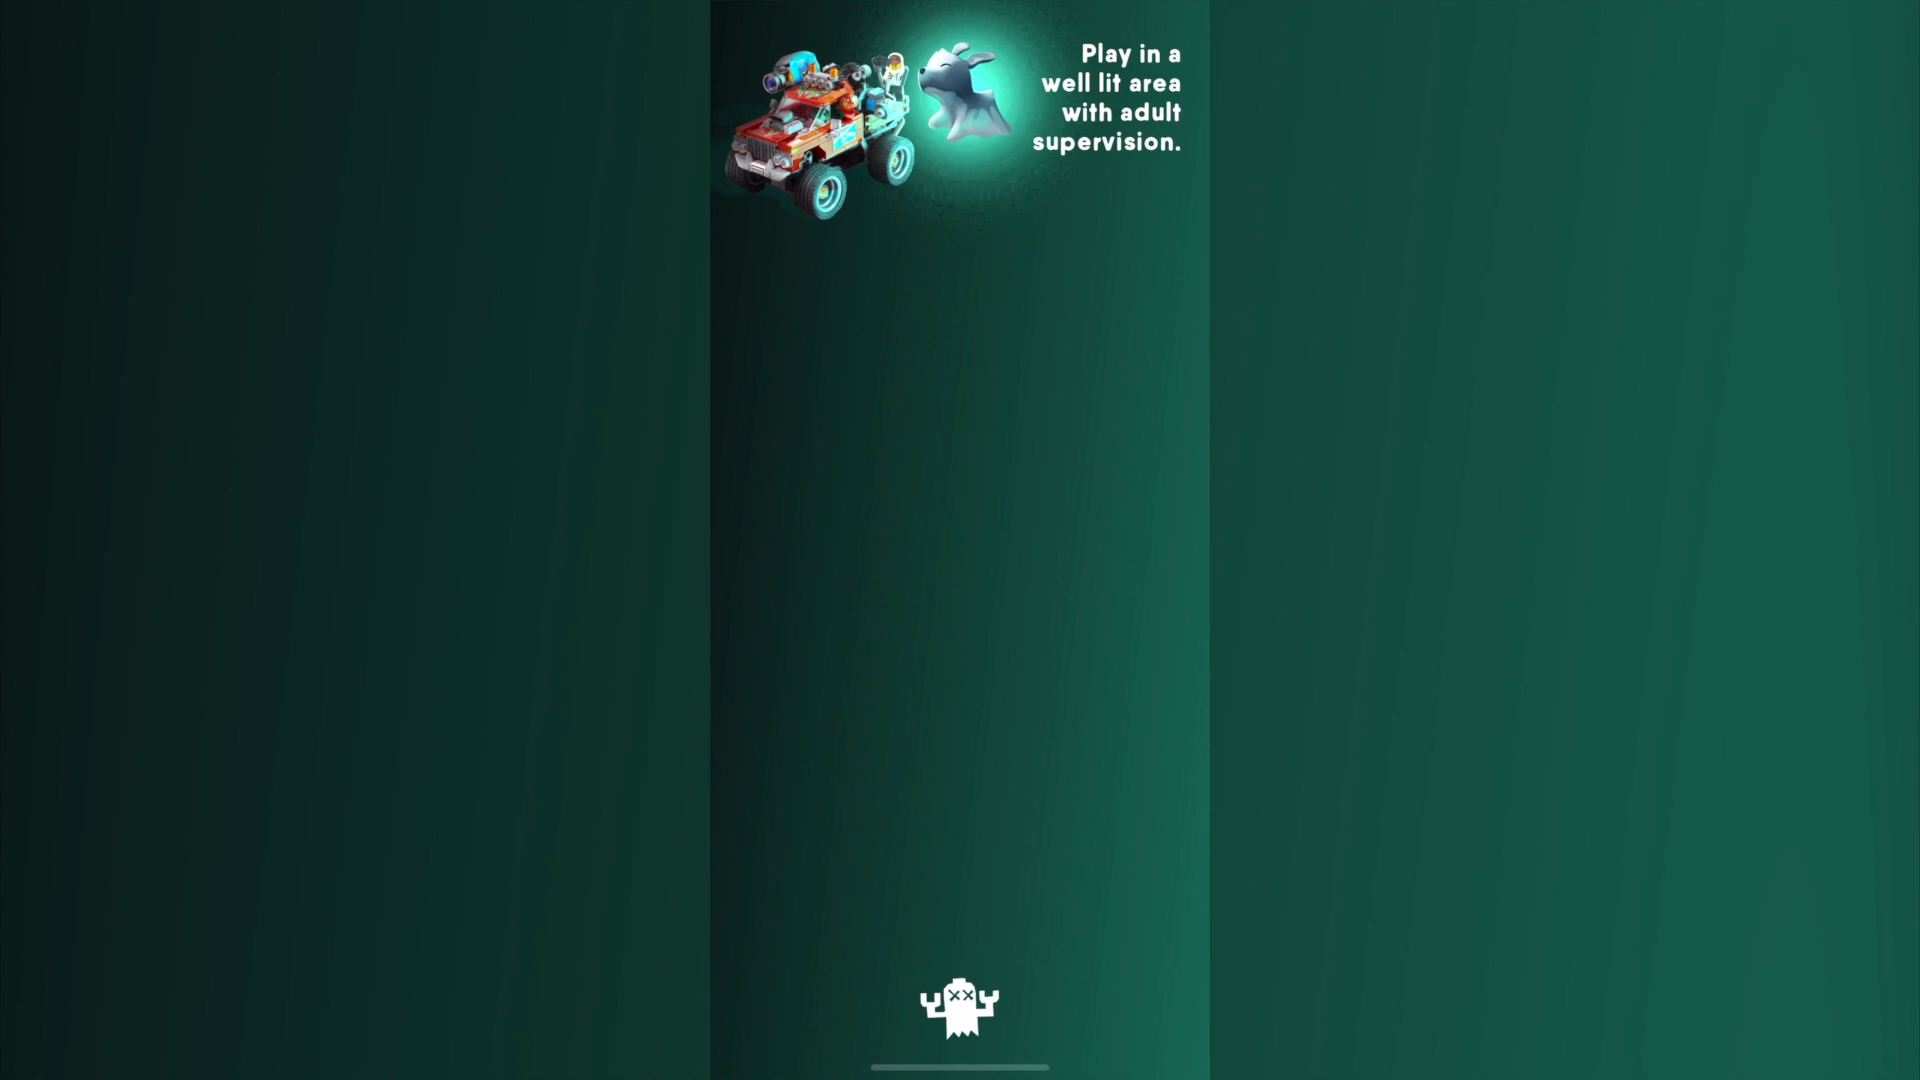 Play in a
well lit area
with adult
supervision.